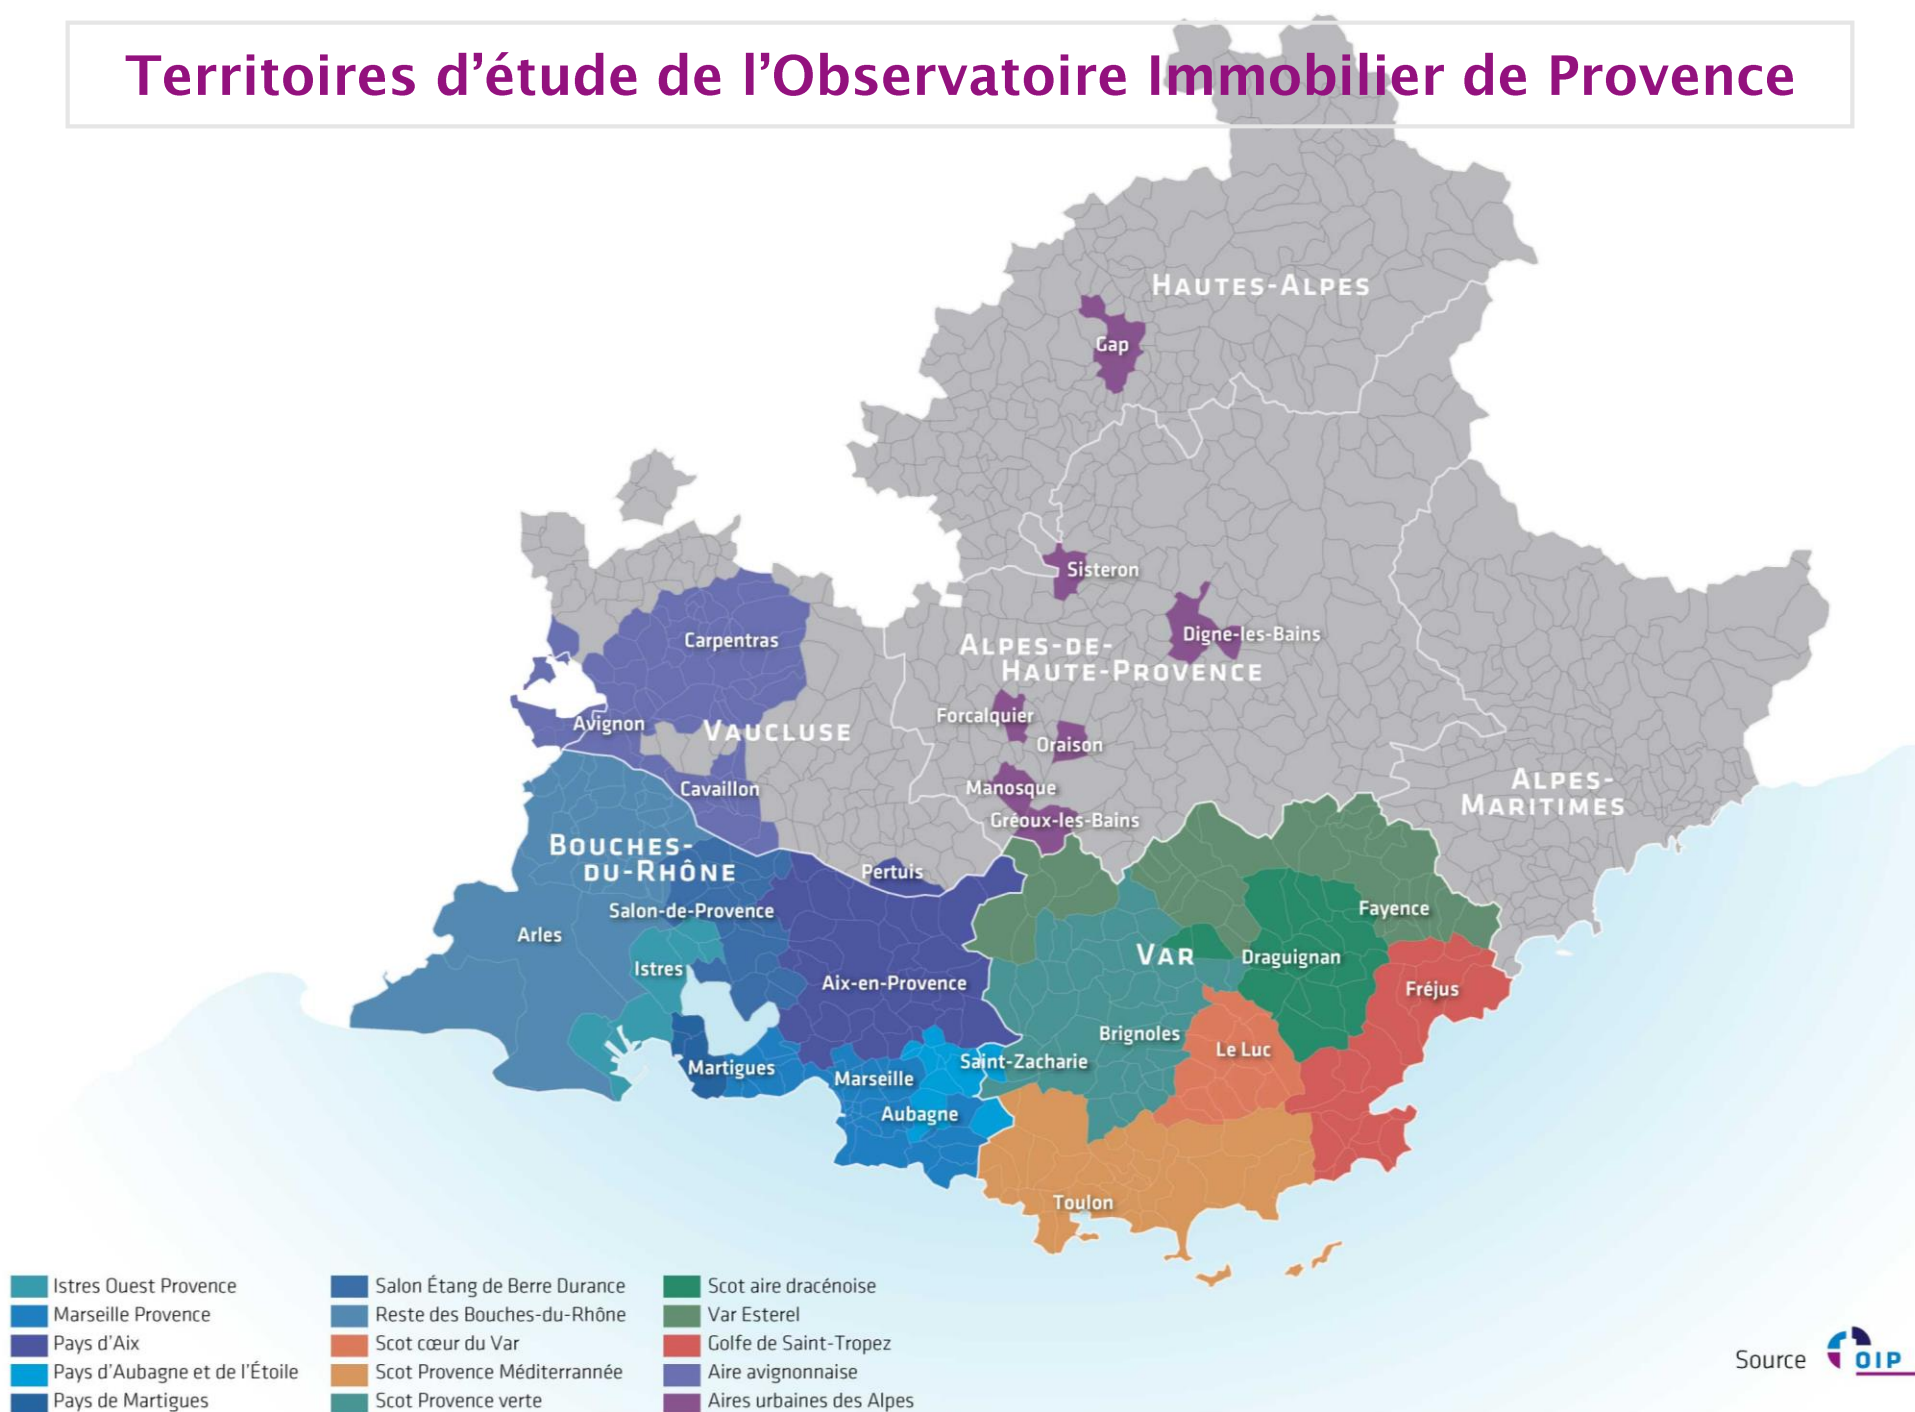 Territoires d’étude de l’Observatoire Immobilier de Provence
HAUTES-ALPES
Gap
Sisteron
Digne-les-Bains
ALPES-DE-
HAUTE-PROVENCE
Carpentras
Forcalquier
Avignon
VAUCLUSE
Oraison
Cavaillon
Manosque
ALPES-
MARITIMES
Gréoux-les-Bains
BOUCHES-
DU-RHÔNE
Pertuis
Salon-de-Provence
Fayence
Arles
VAR
Draguignan
Istres
Aix-en-Provence
Fréjus
Brignoles
Le Luc
Martigues
Saint-Zacharie
Marseille
Aubagne
Toulon
Istres Ouest Provence
Marseille Provence
Pays d’Aix
Pays d’Aubagne et de l’Étoile
Pays de Martigues
Salon Étang de Berre Durance
Reste des Bouches-du-Rhône
Scot cœur du Var
Scot Provence Méditerrannée
Scot Provence verte
Scot aire dracénoise
Var Esterel
Golfe de Saint-Tropez
Aire avignonnaise
Aires urbaines des Alpes
Source OIP